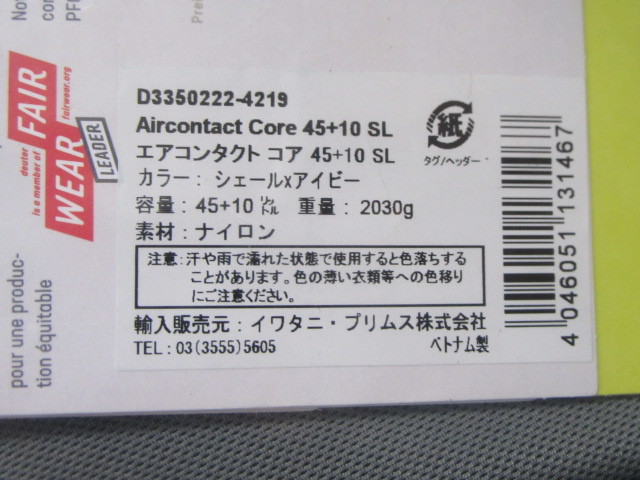 D3350222-4219
Aircontact Core 45+10 SL
エアコンタクト コア 45+10 SL
カラー： シェールxアイビー
容量：45+10 リットル 重量：2030g
素材：ナイロン
注意：汗や雨で濡れた状態で使用すると色落ちする
ことがあります。色の薄い衣類等への色移り
にご注意ください。
輸入販売元：イワタニ・プリムス株式会社
TEL：03(3555)5605
ベトナム製
紙
タグ/ヘッダー
4 046051 131467
deuter
is a member of
FAIR
WEAR
fairwear.org
LEADER
pour une produc-
tion équitable